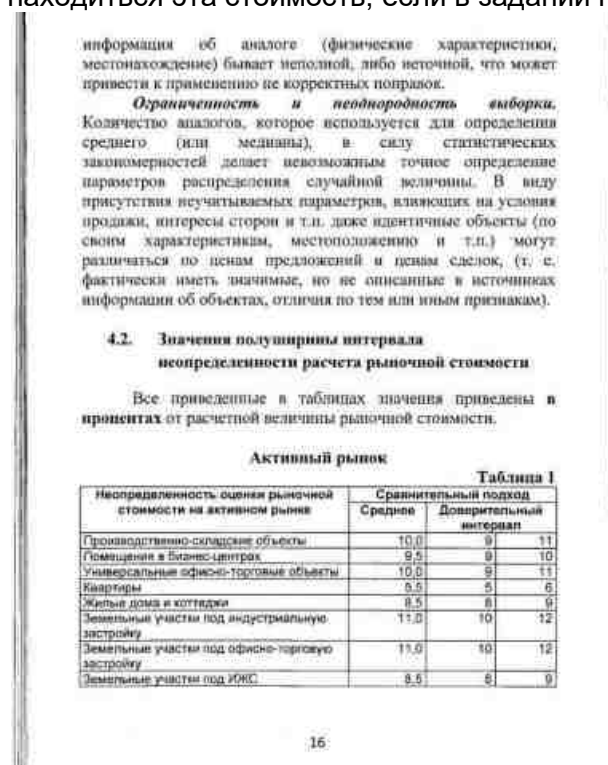 находиться эта стоимость, если в задании
информация об аналоге (физические характеристики,
местонахождение) бывает неполной, либо неточной, что может
привести к применению не корректных поправок.
Ограниченность и неоднородность выборки.
Количество аналогов, которое используется для определения
среднего (или медианы), в силу статистических
закономерностей делает невозможным точное определение
параметров распределения случайной величины. В виду
присутствия неучитываемых параметров, влияющих на условия
продажи, интересы сторон и т.п. даже идентичные объекты (по
своим характеристикам, местоположению и т.п.) могут
различаться по ценам предложений и ценам сделок, (т. е.
фактически иметь значимые, но не описанные в источниках
информации об объектах, отличия по тем или иным признакам).
4.2. Значения полуширины интервала
неопределенности расчета рыночной стоимости
Все приведенные в таблицах значения приведены в
процентах от расчетной величины рыночной стоимости.
Активный рынок
Таблица 1
Неопределенность оценки рыночной стоимости на активном рынке Сравнительный подход
Среднее Доверительный интервал
Производственно-складские объекты 10,0 9 11
Помещения в бизнес-центрах 9,5 9 10
Универсальные офисно-торговые объекты 10,0 9 11
Квартиры 5,5 5 6
Жилые дома и коттеджи 8,5 8 9
Земельные участки под индустриальную застройку 11,0 10 12
Земельные участки под офисно-торговую застройку 11,0 10 12
Земельные участки под ИЖС 8,5 8 9
16